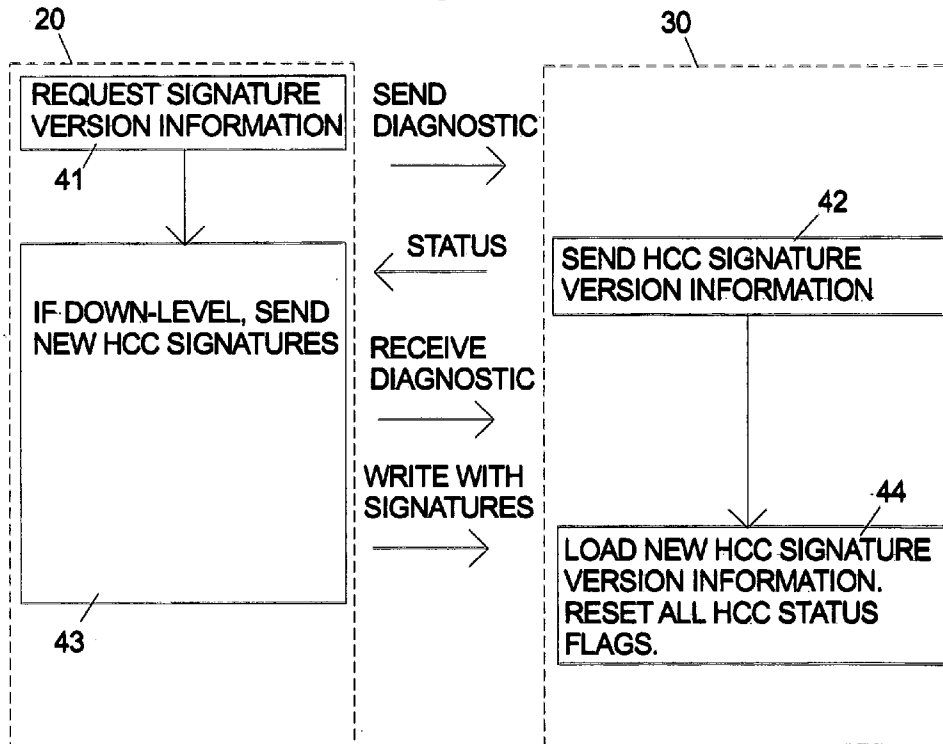 20
30
REQUEST SIGNATURE
VERSION INFORMATION
41
SEND
DIAGNOSTIC
42
STATUS
SEND HCC SIGNATURE
VERSION INFORMATION
IF DOWN-LEVEL, SEND
NEW HCC SIGNATURES
RECEIVE
DIAGNOSTIC
WRITE WITH
SIGNATURES
44
LOAD NEW HCC SIGNATURE
VERSION INFORMATION.
RESET ALL HCC STATUS
FLAGS.
43